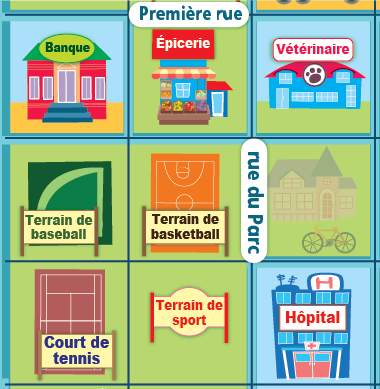 Première rue
Banque
Épicerie
Vétérinaire
rue du Parc
Terrain de
baseball
Terrain de
basketball
Court de
tennis
Terrain de
sport
H
Hôpital